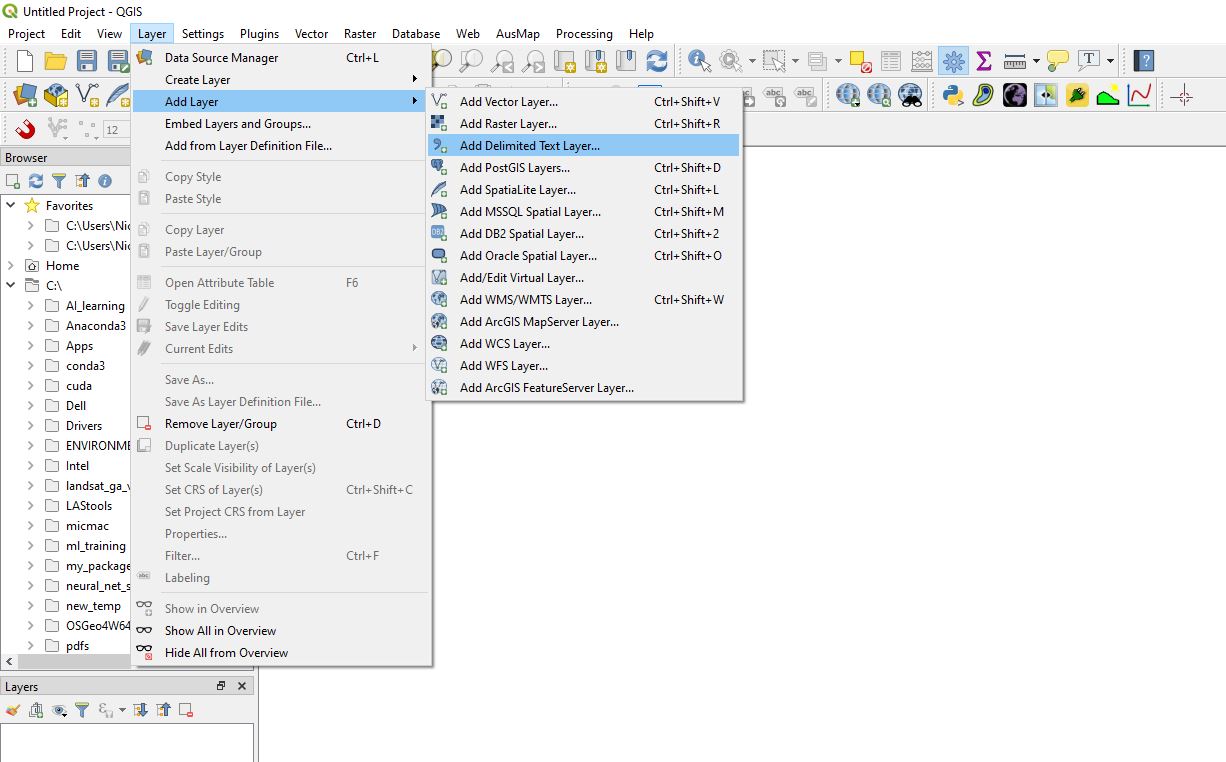 Untitled Project - QGIS
Project Edit View Layer Settings Plugins Vector Raster Database Web AusMap Processing Help
Data Source Manager Ctrl+L
Create Layer
Add Layer
Embed Layers and Groups...
Add from Layer Definition File...
Copy Style
Paste Style
Copy Layer
Paste Layer/Group
Open Attribute Table F6
Toggle Editing
Save Layer Edits
Current Edits
Save As...
Save As Layer Definition File...
Remove Layer/Group Ctrl+D
Duplicate Layer(s)
Set Scale Visibility of Layer(s)
Set CRS of Layer(s) Ctrl+Shift+C
Set Project CRS from Layer
Properties...
Filter... Ctrl+F
Labeling
Show in Overview
Show All in Overview
Hide All from Overview
Add Vector Layer... Ctrl+Shift+V
Add Raster Layer... Ctrl+Shift+R
Add Delimited Text Layer...
Add PostGIS Layers... Ctrl+Shift+D
Add SpatiaLite Layer... Ctrl+Shift+L
Add MSSQL Spatial Layer... Ctrl+Shift+M
DB2
Add DB2 Spatial Layer... Ctrl+Shift+2
Add Oracle Spatial Layer... Ctrl+Shift+O
Add/Edit Virtual Layer...
Add WMS/WMTS Layer... Ctrl+Shift+W
Add ArcGIS MapServer Layer...
Add WCS Layer...
Add WFS Layer...
Add ArcGIS FeatureServer Layer...
12
abc
abc
abc
Browser
Favorites
C:\Users\Nic
C:\Users\Nic
Home
C:\
AI_learning
Anaconda3
Apps
conda3
cuda
Dell
Drivers
ENVIRONME
Intel
landsat_ga_
LAStools
micmac
ml_training
my_package
neural_net_s
new_temp
OSGeo4W64
pdfs
Layers